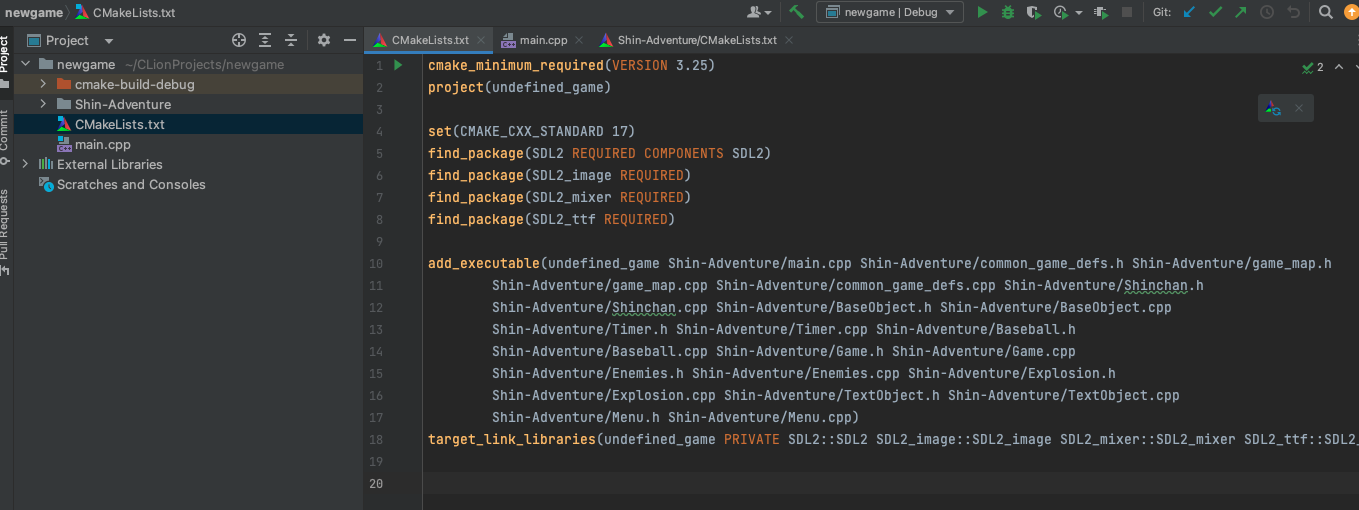 newgame CMakeLists.txt
newgame | Debug
Git:
Project
CMakeLists.txt
main.cpp
Shin-Adventure/CMakeLists.txt
Project
Commit
Pull Requests
newgame ~/CLionProjects/newgame
cmake-build-debug
Shin-Adventure
CMakeLists.txt
main.cpp
External Libraries
Scratches and Consoles
2
1 cmake_minimum_required(VERSION 3.25)
2 project(undefined_game)
3
4 set(CMAKE_CXX_STANDARD 17)
5 find_package(SDL2 REQUIRED COMPONENTS SDL2)
6 find_package(SDL2_image REQUIRED)
7 find_package(SDL2_mixer REQUIRED)
8 find_package(SDL2_ttf REQUIRED)
9
10 add_executable(undefined_game Shin-Adventure/main.cpp Shin-Adventure/common_game_defs.h Shin-Adventure/game_map.h
11 Shin-Adventure/game_map.cpp Shin-Adventure/common_game_defs.cpp Shin-Adventure/Shinchan.h
12 Shin-Adventure/Shinchan.cpp Shin-Adventure/BaseObject.h Shin-Adventure/BaseObject.cpp
13 Shin-Adventure/Timer.h Shin-Adventure/Timer.cpp Shin-Adventure/Baseball.h
14 Shin-Adventure/Baseball.cpp Shin-Adventure/Game.h Shin-Adventure/Game.cpp
15 Shin-Adventure/Enemies.h Shin-Adventure/Enemies.cpp Shin-Adventure/Explosion.h
16 Shin-Adventure/Explosion.cpp Shin-Adventure/TextObject.h Shin-Adventure/TextObject.cpp
17 Shin-Adventure/Menu.h Shin-Adventure/Menu.cpp)
18 target_link_libraries(undefined_game PRIVATE SDL2::SDL2 SDL2_image::SDL2_image SDL2_mixer::SDL2_mixer SDL2_ttf::SDL2_
19
20